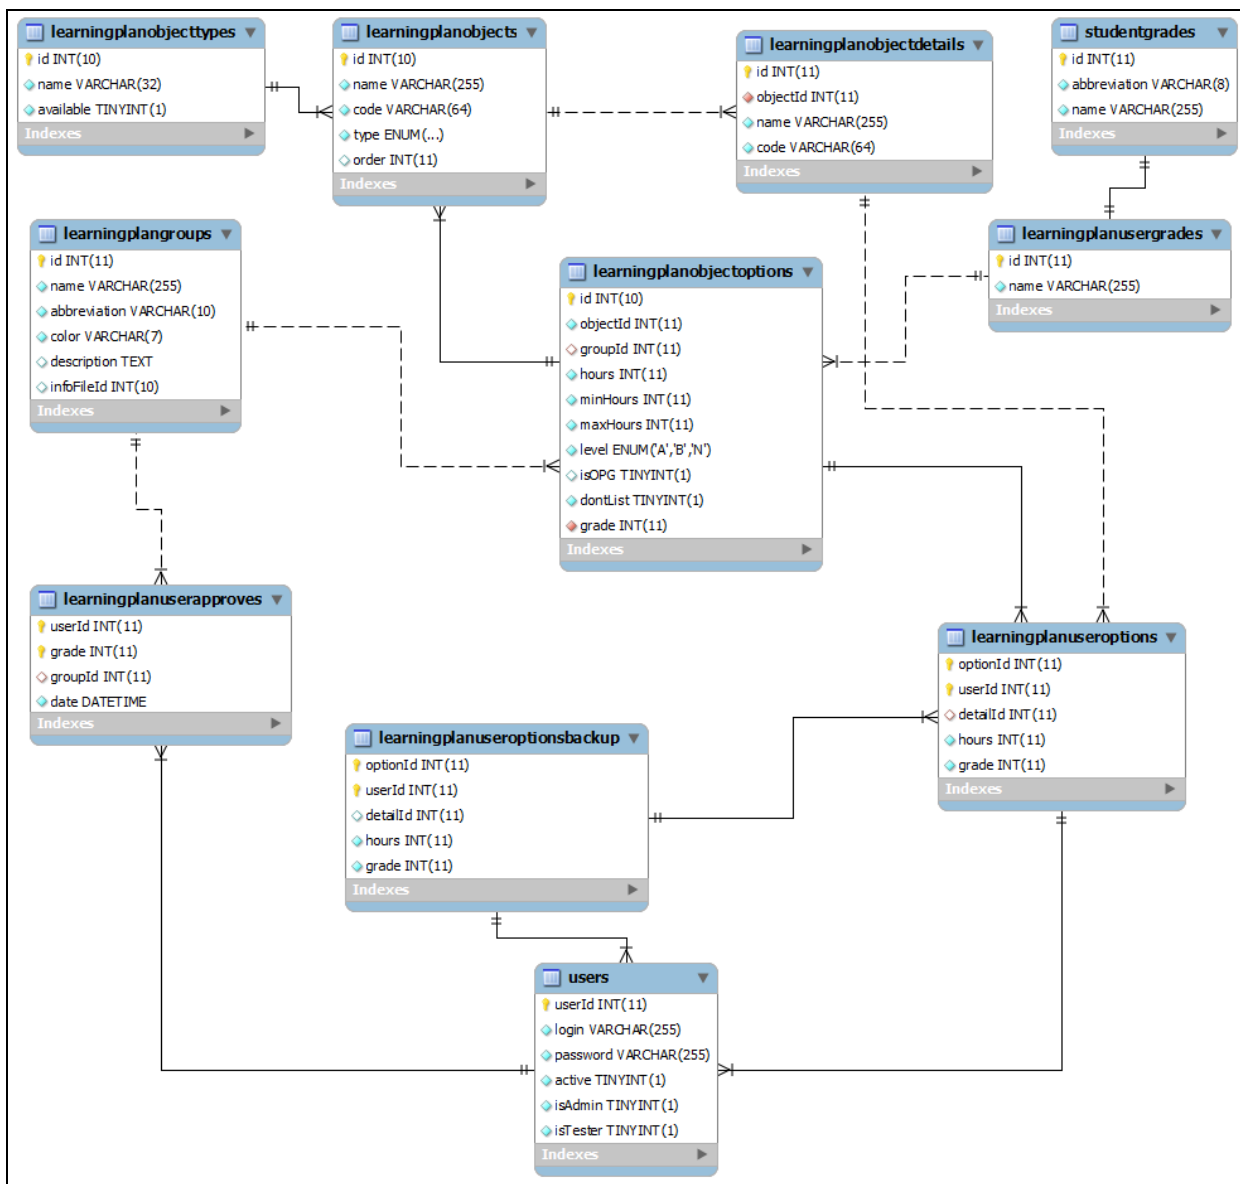 learningplanobjecttypes
id INT(10)
name VARCHAR(32)
available TINYINT(1)
Indexes
learningplanobjects
id INT(10)
name VARCHAR(255)
code VARCHAR(64)
type ENUM(...)
order INT(11)
Indexes
learningplanobjectdetails
id INT(11)
objectId INT(11)
name VARCHAR(255)
code VARCHAR(64)
Indexes
studentgrades
id INT(11)
abbreviation VARCHAR(8)
name VARCHAR(255)
Indexes
learningplangroups
id INT(11)
name VARCHAR(255)
abbreviation VARCHAR(10)
color VARCHAR(7)
description TEXT
infoFileId INT(10)
Indexes
learningplanobjectoptions
id INT(10)
objectId INT(11)
groupId INT(11)
hours INT(11)
minHours INT(11)
maxHours INT(11)
level ENUM('A','B','N')
isOPG TINYINT(1)
dontList TINYINT(1)
grade INT(11)
Indexes
learningplanusergrades
id INT(11)
name VARCHAR(255)
Indexes
learningplanuserapproves
userId INT(11)
grade INT(11)
groupId INT(11)
date DATETIME
Indexes
learningplanuseroptionsbackup
optionId INT(11)
userId INT(11)
detailId INT(11)
hours INT(11)
grade INT(11)
Indexes
learningplanuseroptions
optionId INT(11)
userId INT(11)
detailId INT(11)
hours INT(11)
grade INT(11)
Indexes
users
userId INT(11)
login VARCHAR(255)
password VARCHAR(255)
active TINYINT(1)
isAdmin TINYINT(1)
isTester TINYINT(1)
Indexes